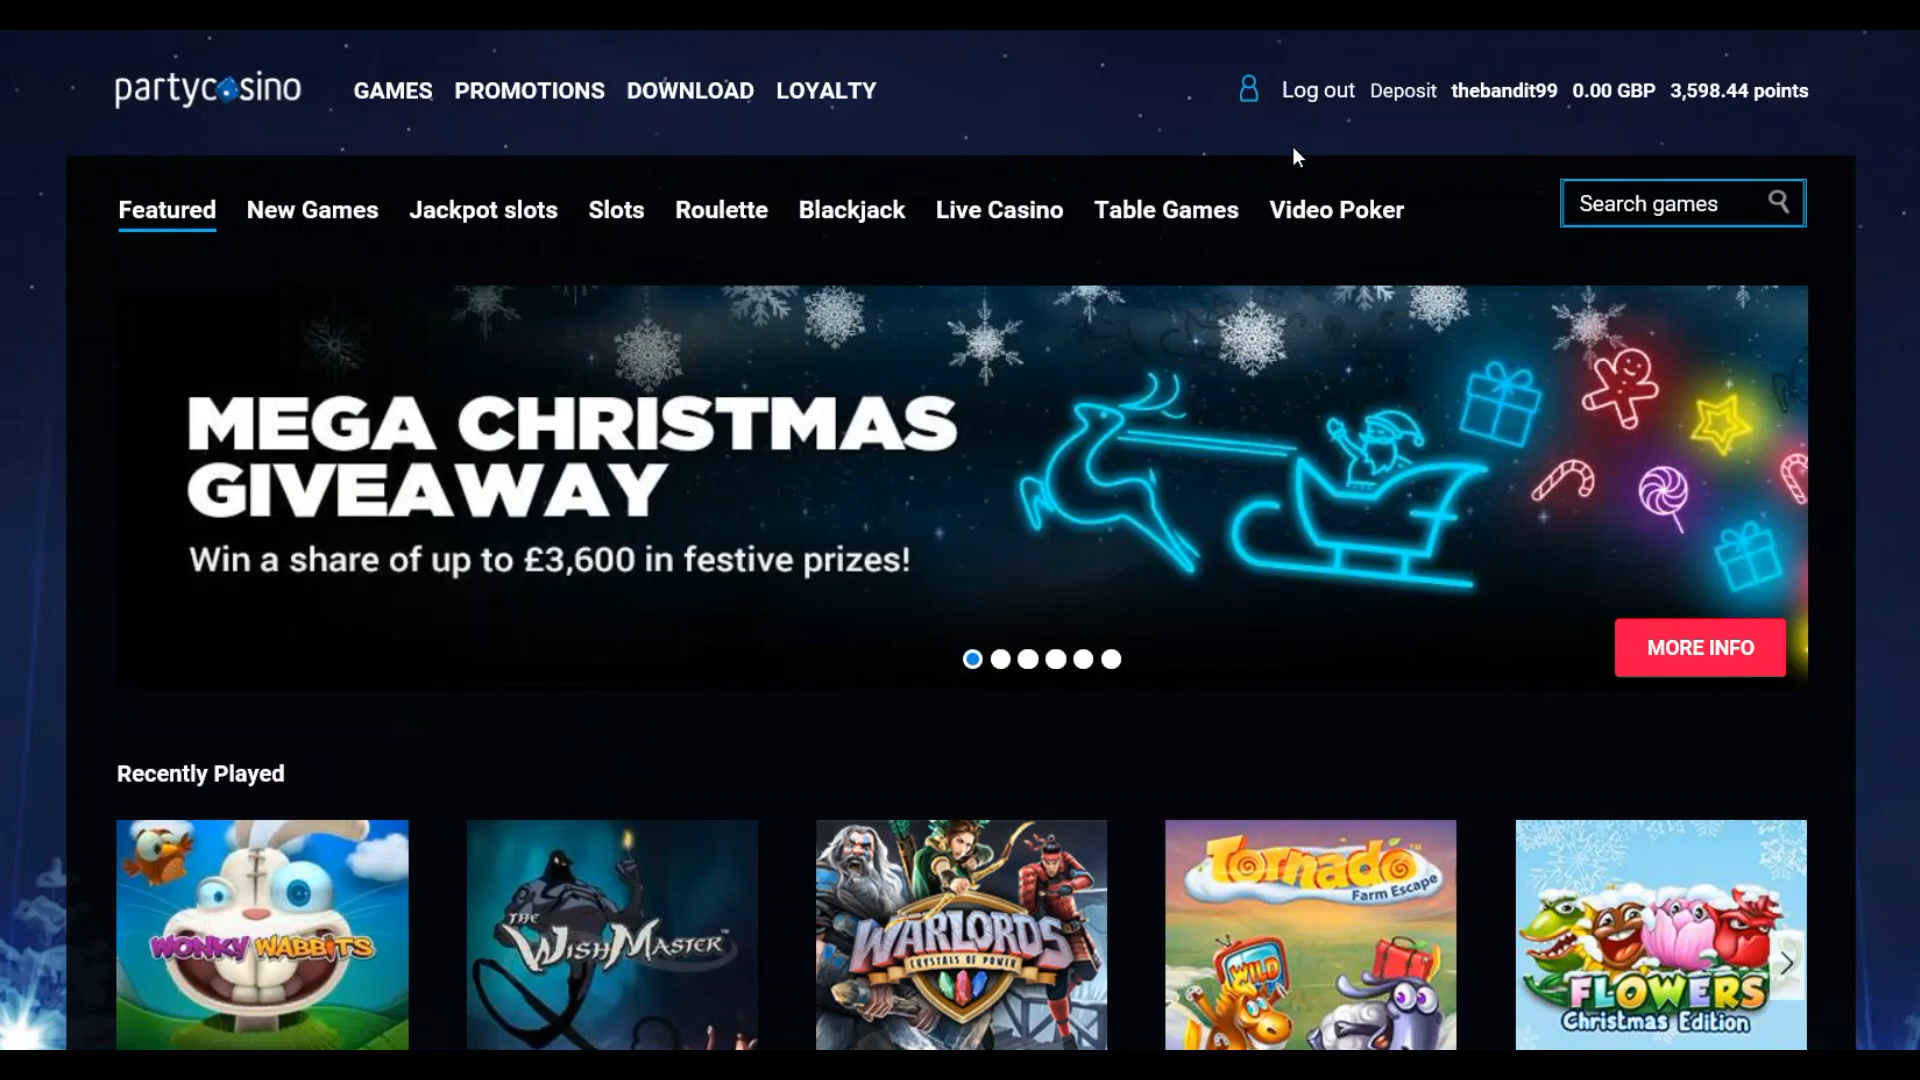 partycasino
GAMES PROMOTIONS DOWNLOAD LOYALTY
Log out Deposit thebandit99 0.00 GBP 3,598.44 points
Featured New Games Jackpot slots Slots Roulette Blackjack Live Casino Table Games Video Poker
Search games
MEGA CHRISTMAS
GIVEAWAY
Win a share of up to £3,600 in festive prizes!
MORE INFO
Recently Played
WONKY WABBITS
THE
WISHMASTER™
WARLORDS
CRYSTALS OF POWER
Tornado™
Farm Escape
WILD
FLOWERS
Christmas Edition